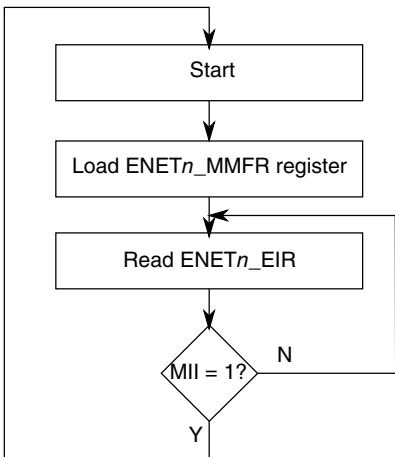 Start
Load ENETn_MMFR register
Read ENETn_EIR
MII = 1?
N
Y